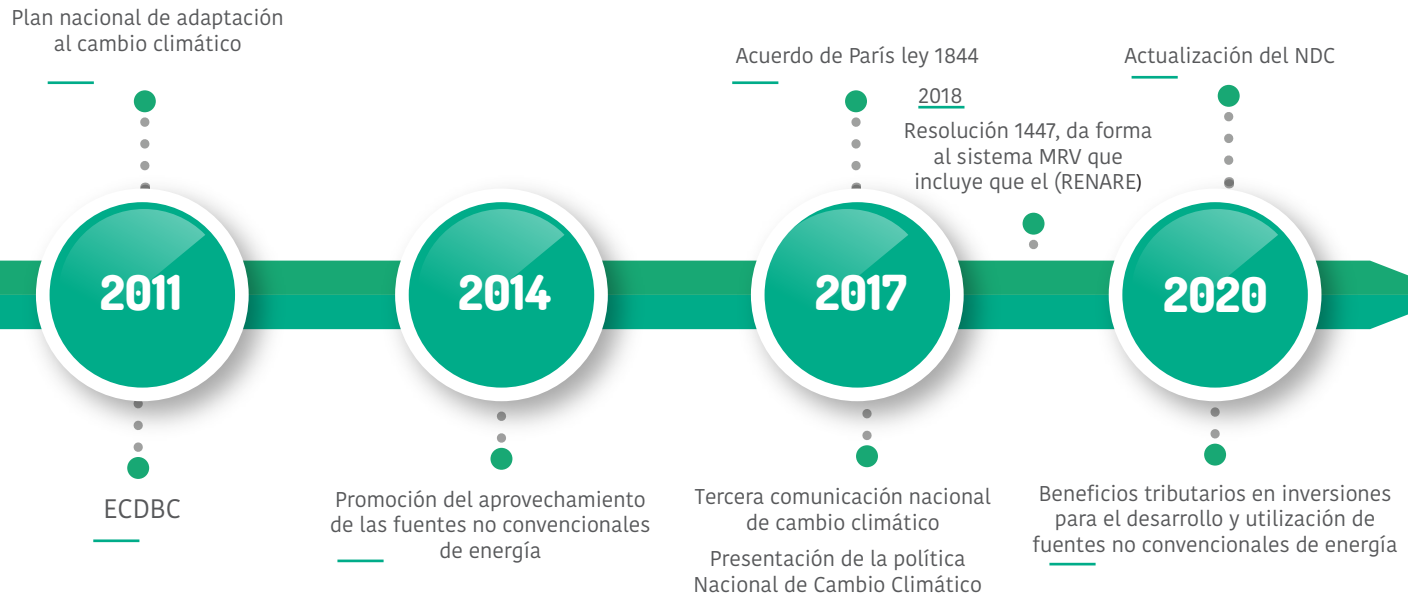 Plan nacional de adaptación
al cambio climático
2011
ECDBC
2014
Promoción del aprovechamiento
de las fuentes no convencionales
de energía
Acuerdo de París ley 1844
2017
Tercera comunicación nacional
de cambio climático
Presentación de la política
Nacional de Cambio Climático
2018
Resolución 1447, da forma
al sistema MRV que
incluye que el (RENARE)
Actualización del NDC
2020
Beneficios tributarios en inversiones
para el desarrollo y utilización de
fuentes no convencionales de energía